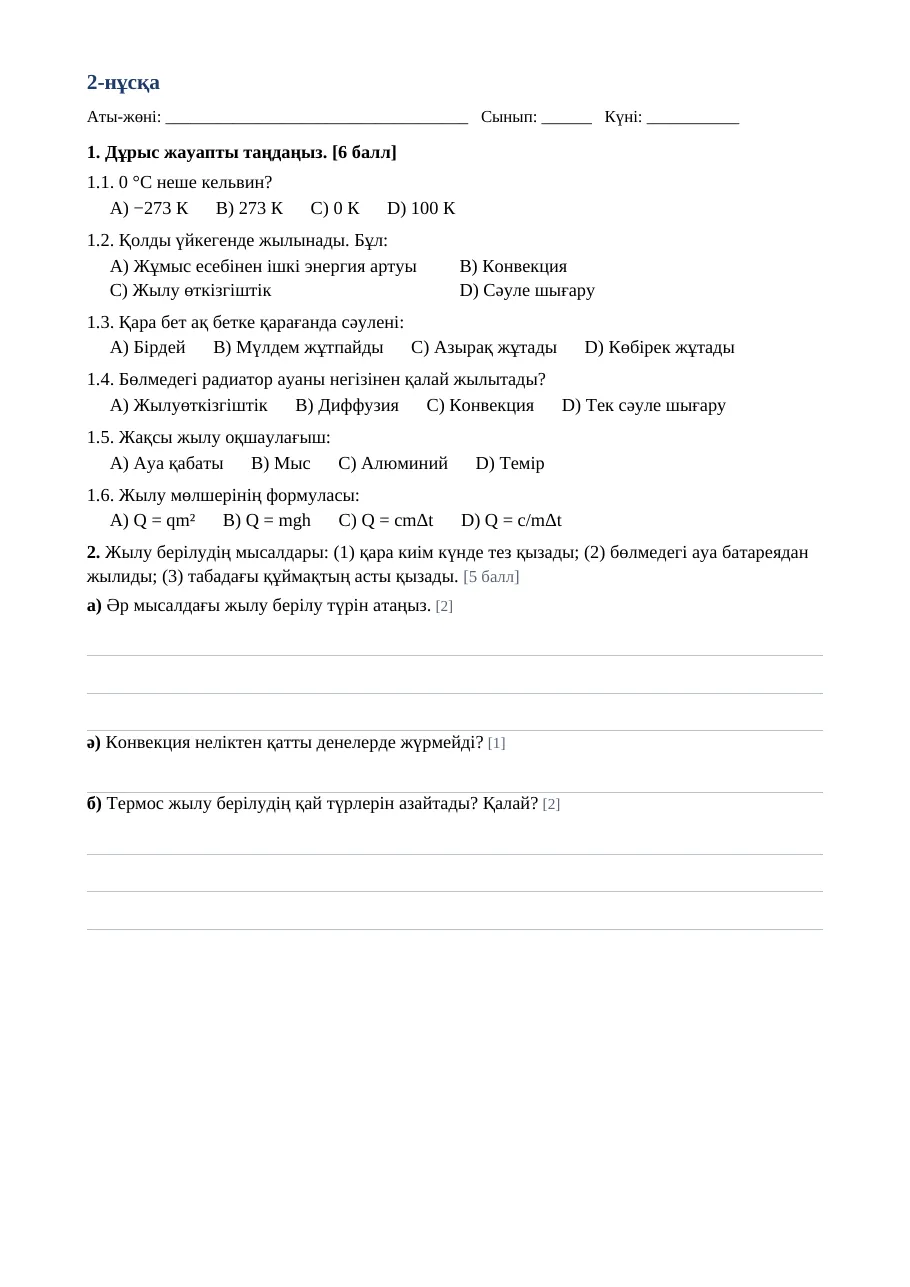 2-нұсқа
Аты-жөні: ____________________________________ Сынып: ______ Күні: ___________
1. Дұрыс жауапты таңдаңыз. [6 балл]
1.1. 0 °C неше кельвин?
A) −273 К B) 273 К C) 0 К D) 100 К
1.2. Қолды үйкегенде жылынады. Бұл:
A) Жұмыс есебінен ішкі энергия артуы B) Конвекция
C) Жылу өткізгіштік D) Сәуле шығару
1.3. Қара бет ақ бетке қарағанда сәулені:
A) Бірдей B) Мүлдем жұтпайды C) Азырақ жұтады D) Көбірек жұтады
1.4. Бөлмедегі радиатор ауаны негізінен қалай жылытады?
A) Жылуөткізгіштік B) Диффузия C) Конвекция D) Тек сәуле шығару
1.5. Жақсы жылу оқшаулағыш:
A) Ауа қабаты B) Мыс C) Алюминий D) Темір
1.6. Жылу мөлшерінің формуласы:
A) Q = qm² B) Q = mgh C) Q = cmΔt D) Q = c/mΔt
2. Жылу берілудің мысалдары: (1) қара киім күнде тез қызады; (2) бөлмедегі ауа батареядан
жылиды; (3) табадағы құймақтың асты қызады. [5 балл]
а) Әр мысалдағы жылу берілу түрін атаңыз. [2]
ә) Конвекция неліктен қатты денелерде жүрмейді? [1]
б) Термос жылу берілудің қай түрлерін азайтады? Қалай? [2]